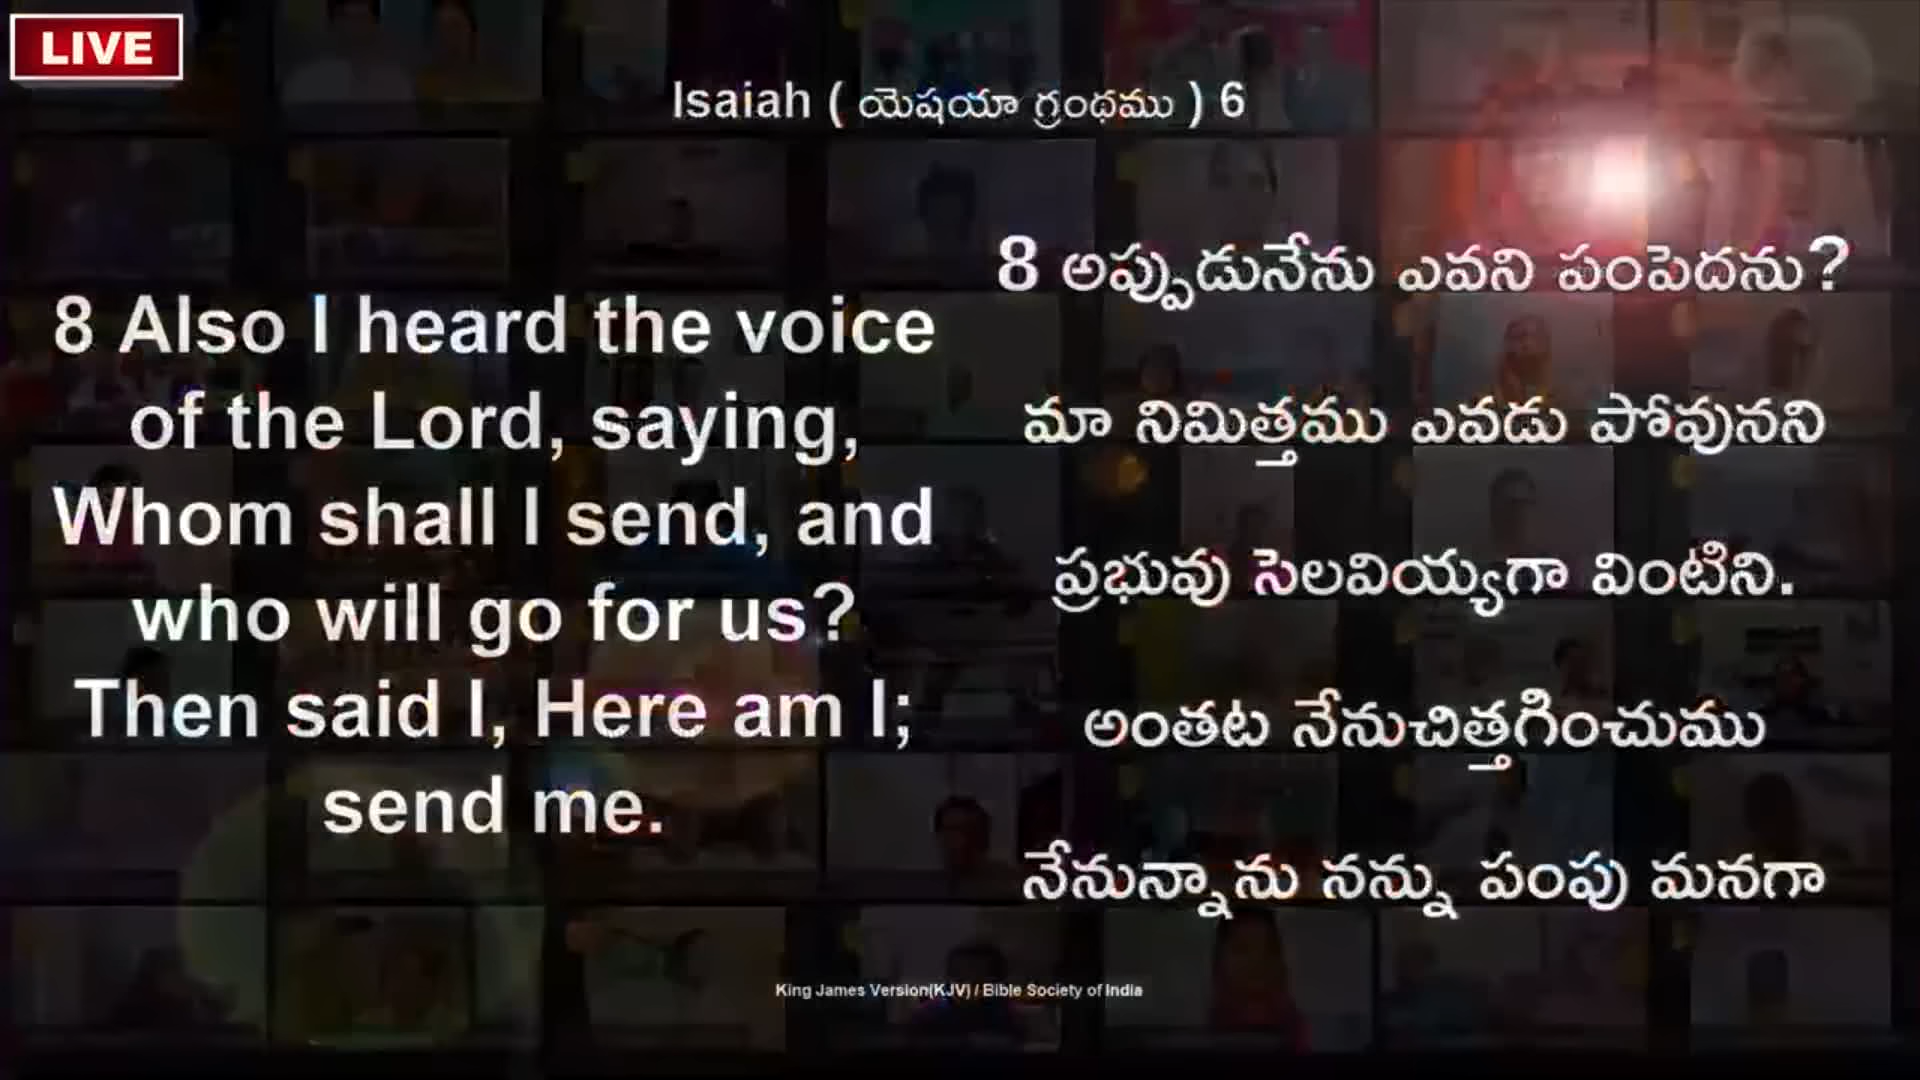 LIVE
Isaiah ( యెషయా గ్రంథము ) 6
8 Also I heard the voice
of the Lord, saying,
Whom shall I send, and
who will go for us?
Then said I, Here am I;
send me.
8 అప్పుడునేను ఎవని పంపెదను?
మా నిమిత్తము ఎవడు పోవునని
ప్రభువు సెలవియ్యగా వింటిని.
అంతట నేనుచిత్తగించుము
నేనున్నాను నన్ను పంపు మనగా
King James Version(KJV) / Bible Society of India